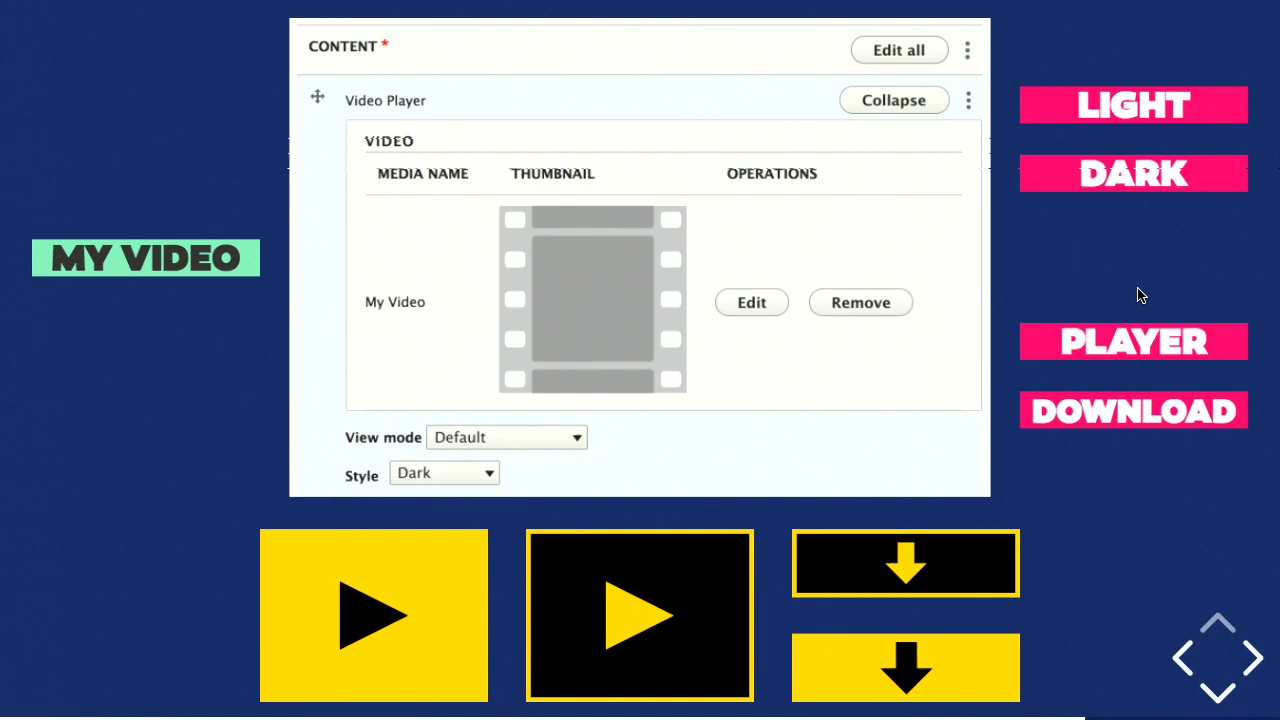 CONTENT *
Edit all
Video Player
Collapse
VIDEO
MEDIA NAME THUMBNAIL OPERATIONS
My Video
Edit Remove
View mode Default
Style Dark
MY VIDEO
LIGHT
DARK
PLAYER
DOWNLOAD